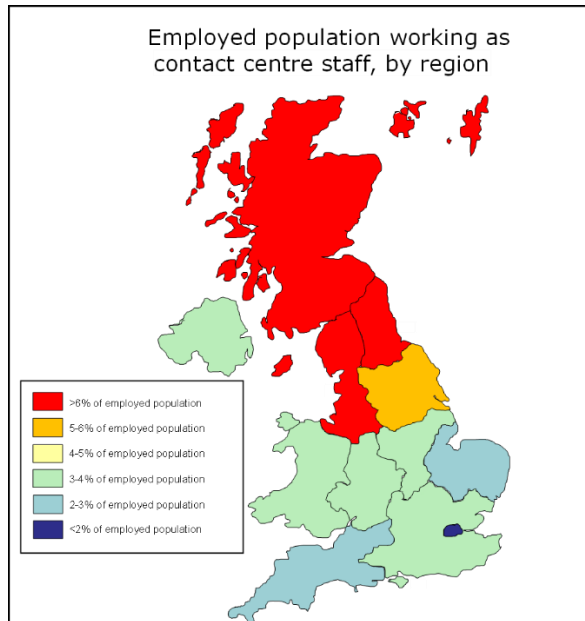 Employed population working as
contact centre staff, by region
>6% of employed population
5-6% of employed population
4-5% of employed population
3-4% of employed population
2-3% of employed population
<2% of employed population